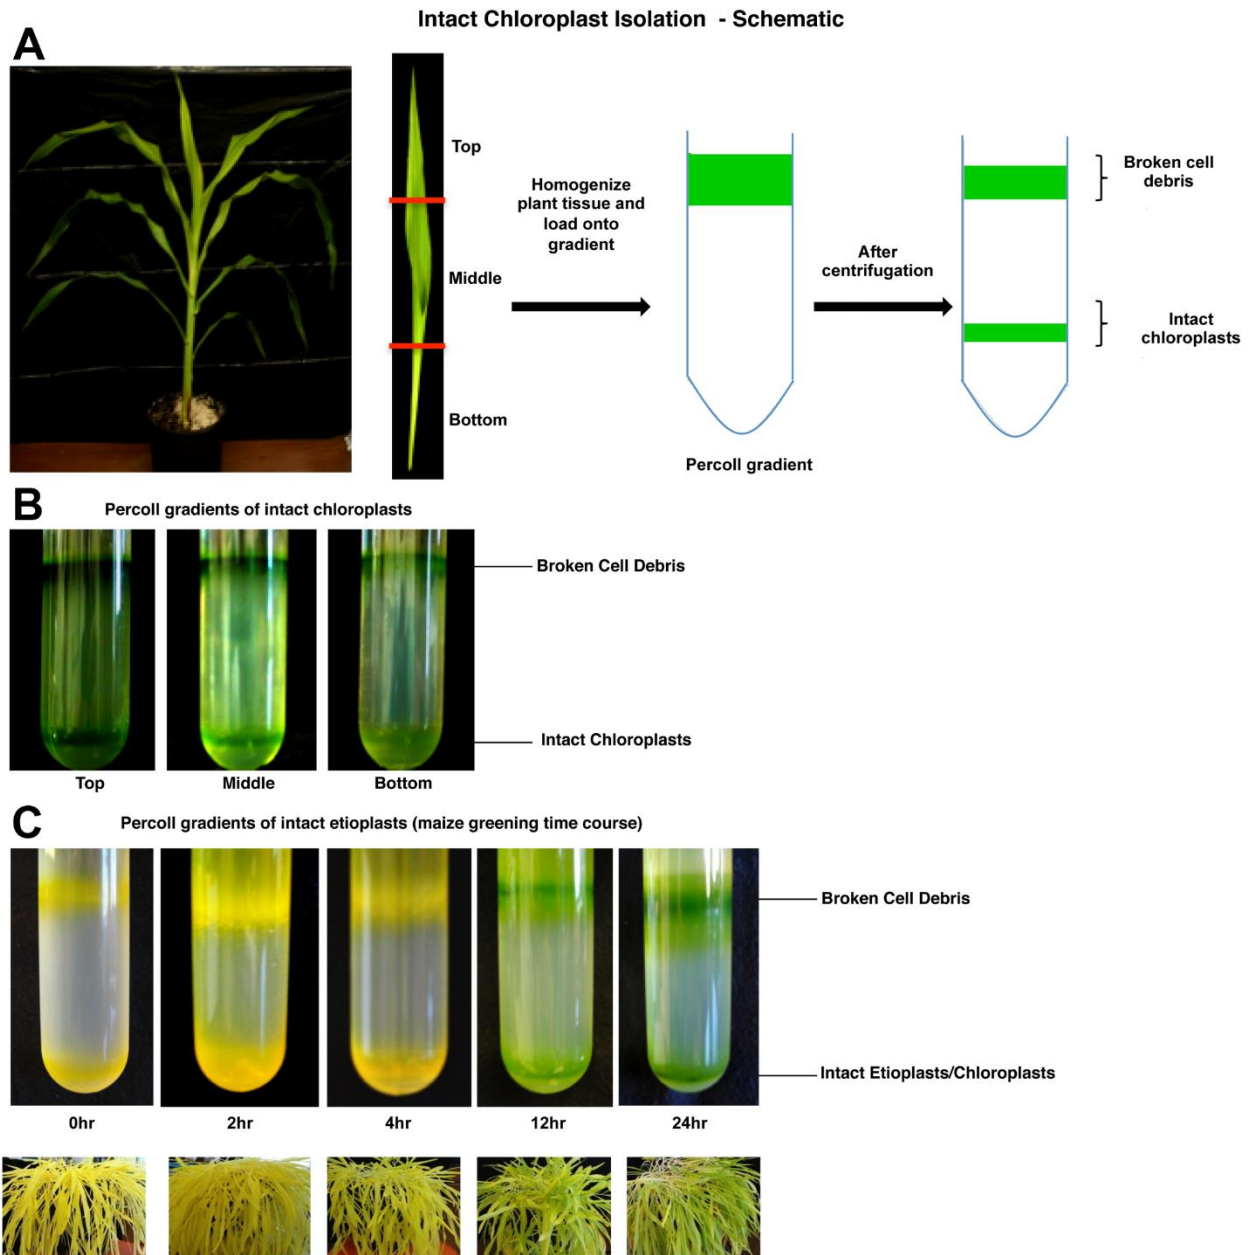 Intact Chloroplast Isolation - Schematic
A
Top
Middle
Bottom
Homogenize
plant tissue and
load onto
gradient
Percoll gradient
After
centrifugation
Broken cell
debris
Intact
chloroplasts
B
Percoll gradients of intact chloroplasts
Broken Cell Debris
Intact Chloroplasts
Top
Middle
Bottom
C
Percoll gradients of intact etioplasts (maize greening time course)
Broken Cell Debris
Intact Etioplasts/Chloroplasts
0hr
2hr
4hr
12hr
24hr